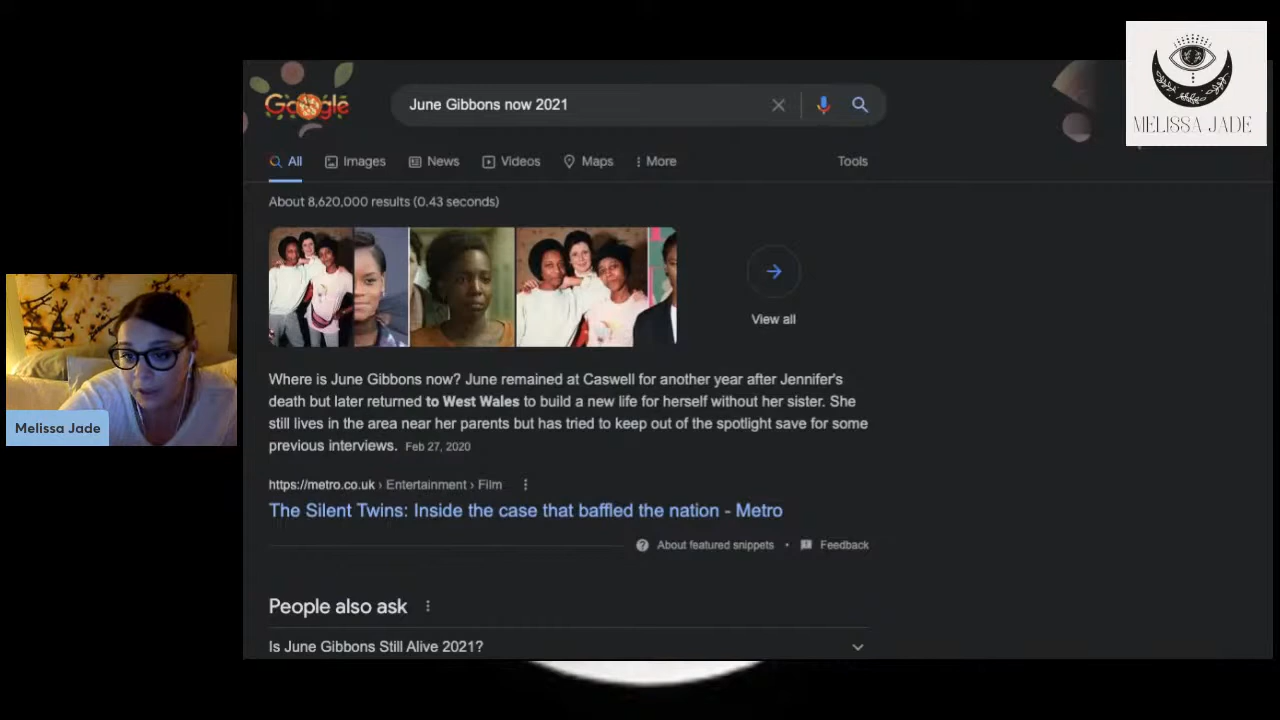 MELISSA JADE
Google
June Gibbons now 2021
All
Images
News
Videos
Maps
More
Tools
About 8,620,000 results (0.43 seconds)
View all
Where is June Gibbons now? June remained at Caswell for another year after Jennifer's
death but later returned to West Wales to build a new life for herself without her sister. She
still lives in the area near her parents but has tried to keep out of the spotlight save for some
previous interviews. Feb 27, 2020
https://metro.co.uk › Entertainment › Film
The Silent Twins: Inside the case that baffled the nation - Metro
About featured snippets • Feedback
People also ask
Is June Gibbons Still Alive 2021?
Melissa Jade